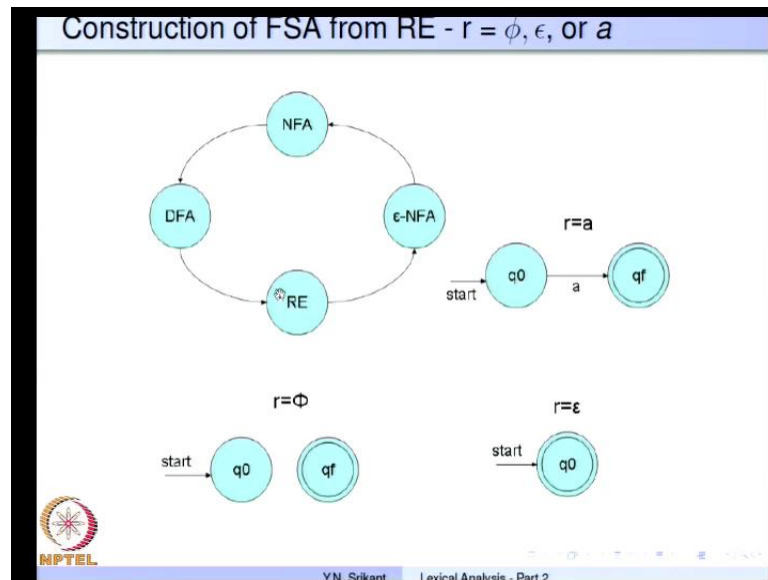 Construction of FSA from RE - r = ϕ, ϵ, or a
NFA
DFA
ε-NFA
RE
r=a
start
q0
a
qf
r=Φ
start
q0
qf
r=ε
start
q0
NPTEL
Y.N. Srikant
Lexical Analysis - Part 2